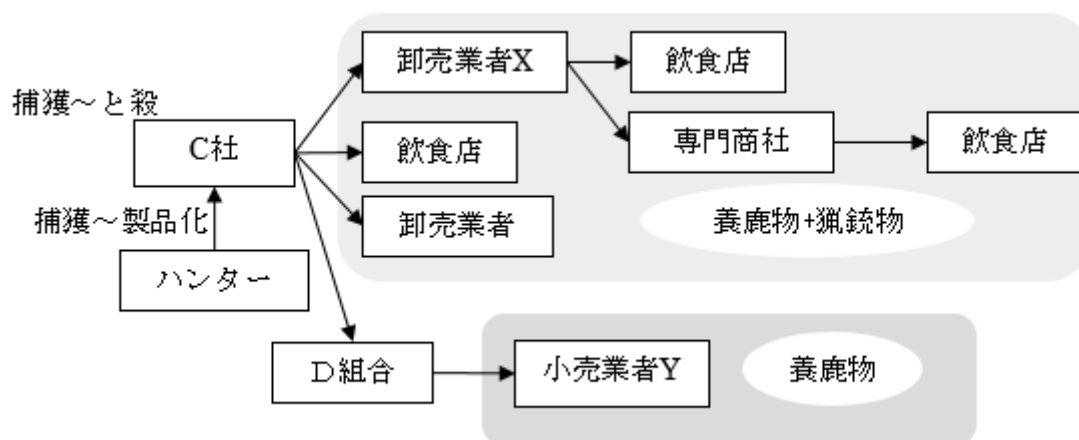 卸売業者X
飲食店
捕獲～と殺
C社
飲食店
専門商社
飲食店
捕獲～製品化
卸売業者
養鹿物+猟銃物
ハンター
D組合
小売業者Y
養鹿物